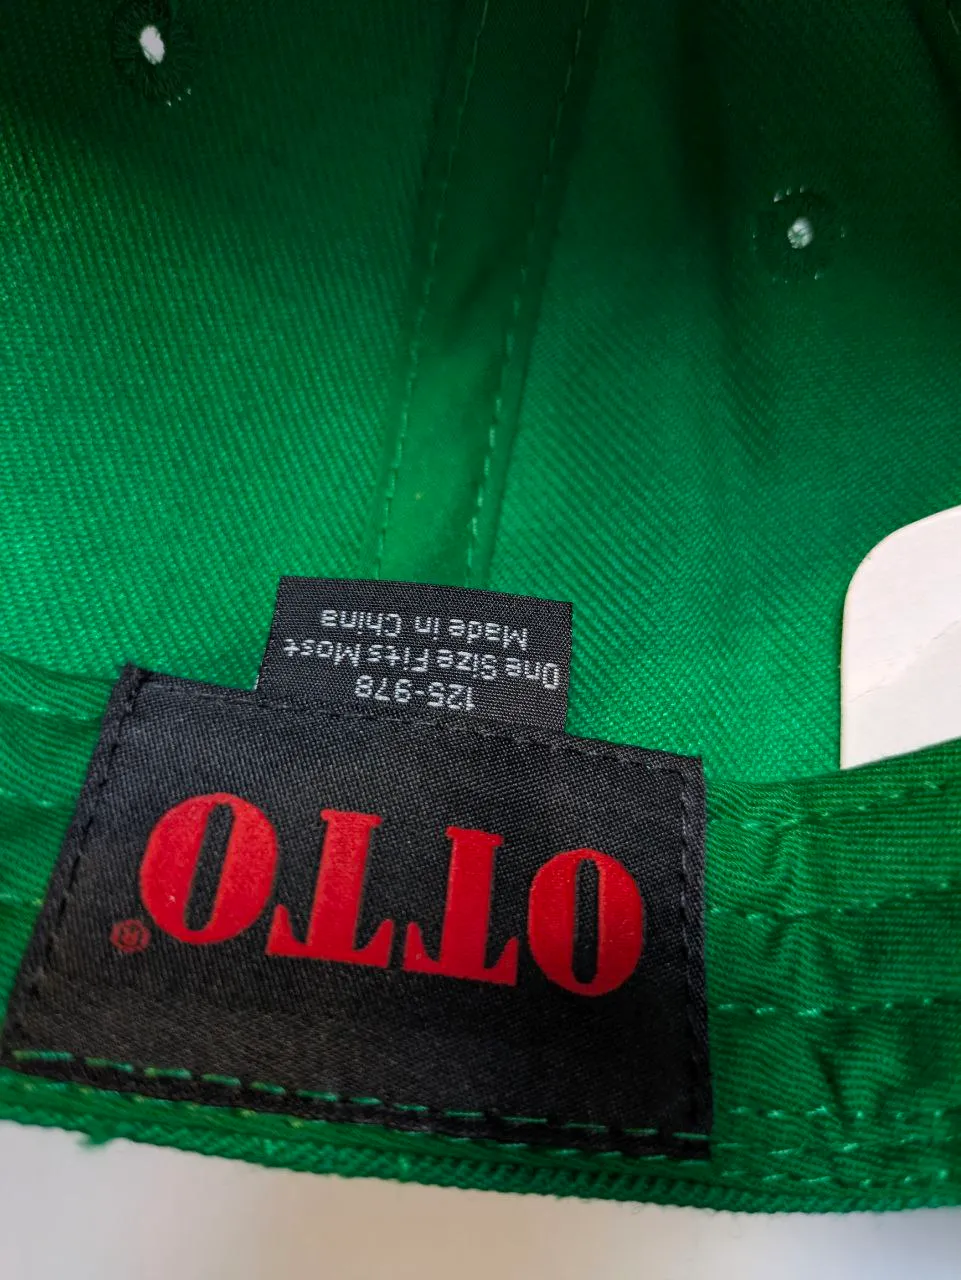 OTTO®
125-978
One Size Fits Most
Made in China